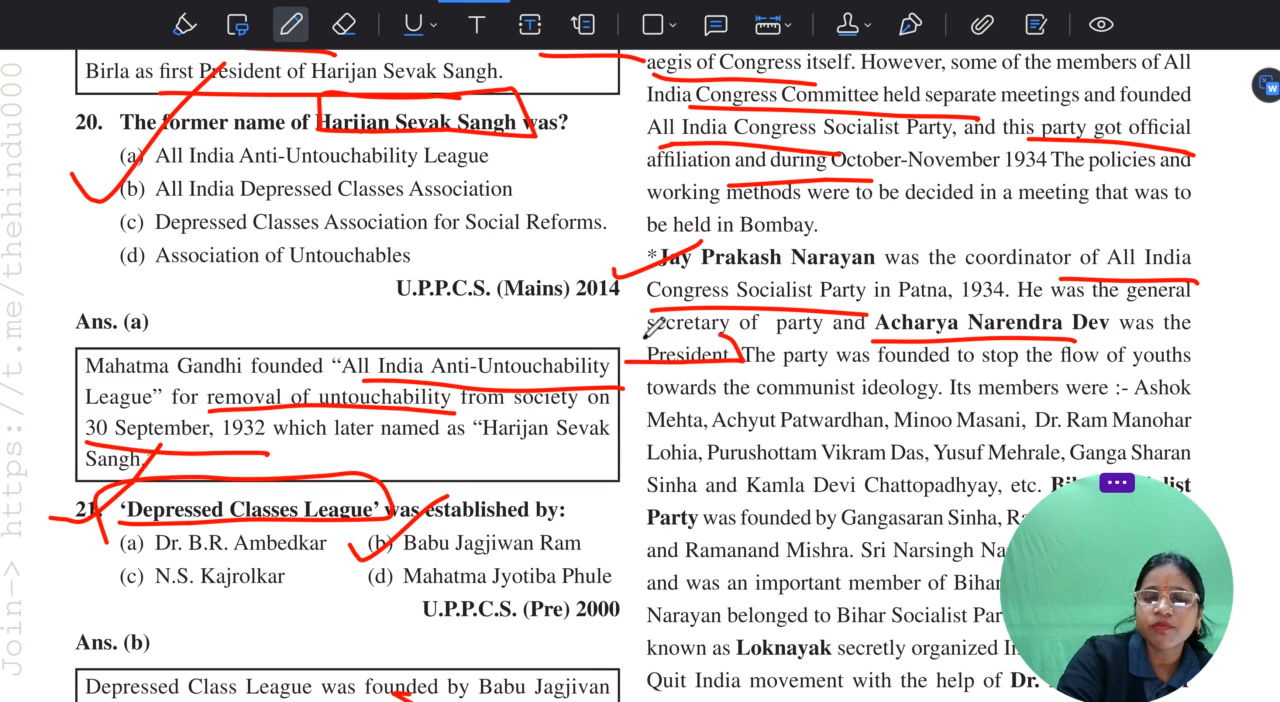 Join-> https://t.me/thehindu000
Birla as first President of Harijan Sevak Sangh.
20. The former name of Harijan Sevak Sangh was?
(a) All India Anti-Untouchability League
(b) All India Depressed Classes Association
(c) Depressed Classes Association for Social Reforms.
(d) Association of Untouchables
U.P.P.C.S. (Mains) 2014
Ans. (a)
Mahatma Gandhi founded “All India Anti-Untouchability
League” for removal of untouchability from society on
30 September, 1932 which later named as “Harijan Sevak
Sangh.
21. ‘Depressed Classes League’ was established by:
(a) Dr. B.R. Ambedkar (b) Babu Jagjiwan Ram
(c) N.S. Kajrolkar (d) Mahatma Jyotiba Phule
U.P.P.C.S. (Pre) 2000
Ans. (b)
Depressed Class League was founded by Babu Jagjivan
aegis of Congress itself. However, some of the members of All
India Congress Committee held separate meetings and founded
All India Congress Socialist Party, and this party got official
affiliation and during October-November 1934 The policies and
working methods were to be decided in a meeting that was to
be held in Bombay.
*Jay Prakash Narayan was the coordinator of All India
Congress Socialist Party in Patna, 1934. He was the general
secretary of party and Acharya Narendra Dev was the
President. The party was founded to stop the flow of youths
towards the communist ideology. Its members were :- Ashok
Mehta, Achyut Patwardhan, Minoo Masani, Dr. Ram Manohar
Lohia, Purushottam Vikram Das, Yusuf Mehrale, Ganga Sharan
Sinha and Kamla Devi Chattopadhyay, etc.
Party was founded by Gangasaran Sinha,
and Ramanand Mishra. Sri Narsingh
and was an important member of Bihar
Narayan belonged to Bihar Socialist
known as Loknayak secretly organized
Quit India movement with the help of Dr.